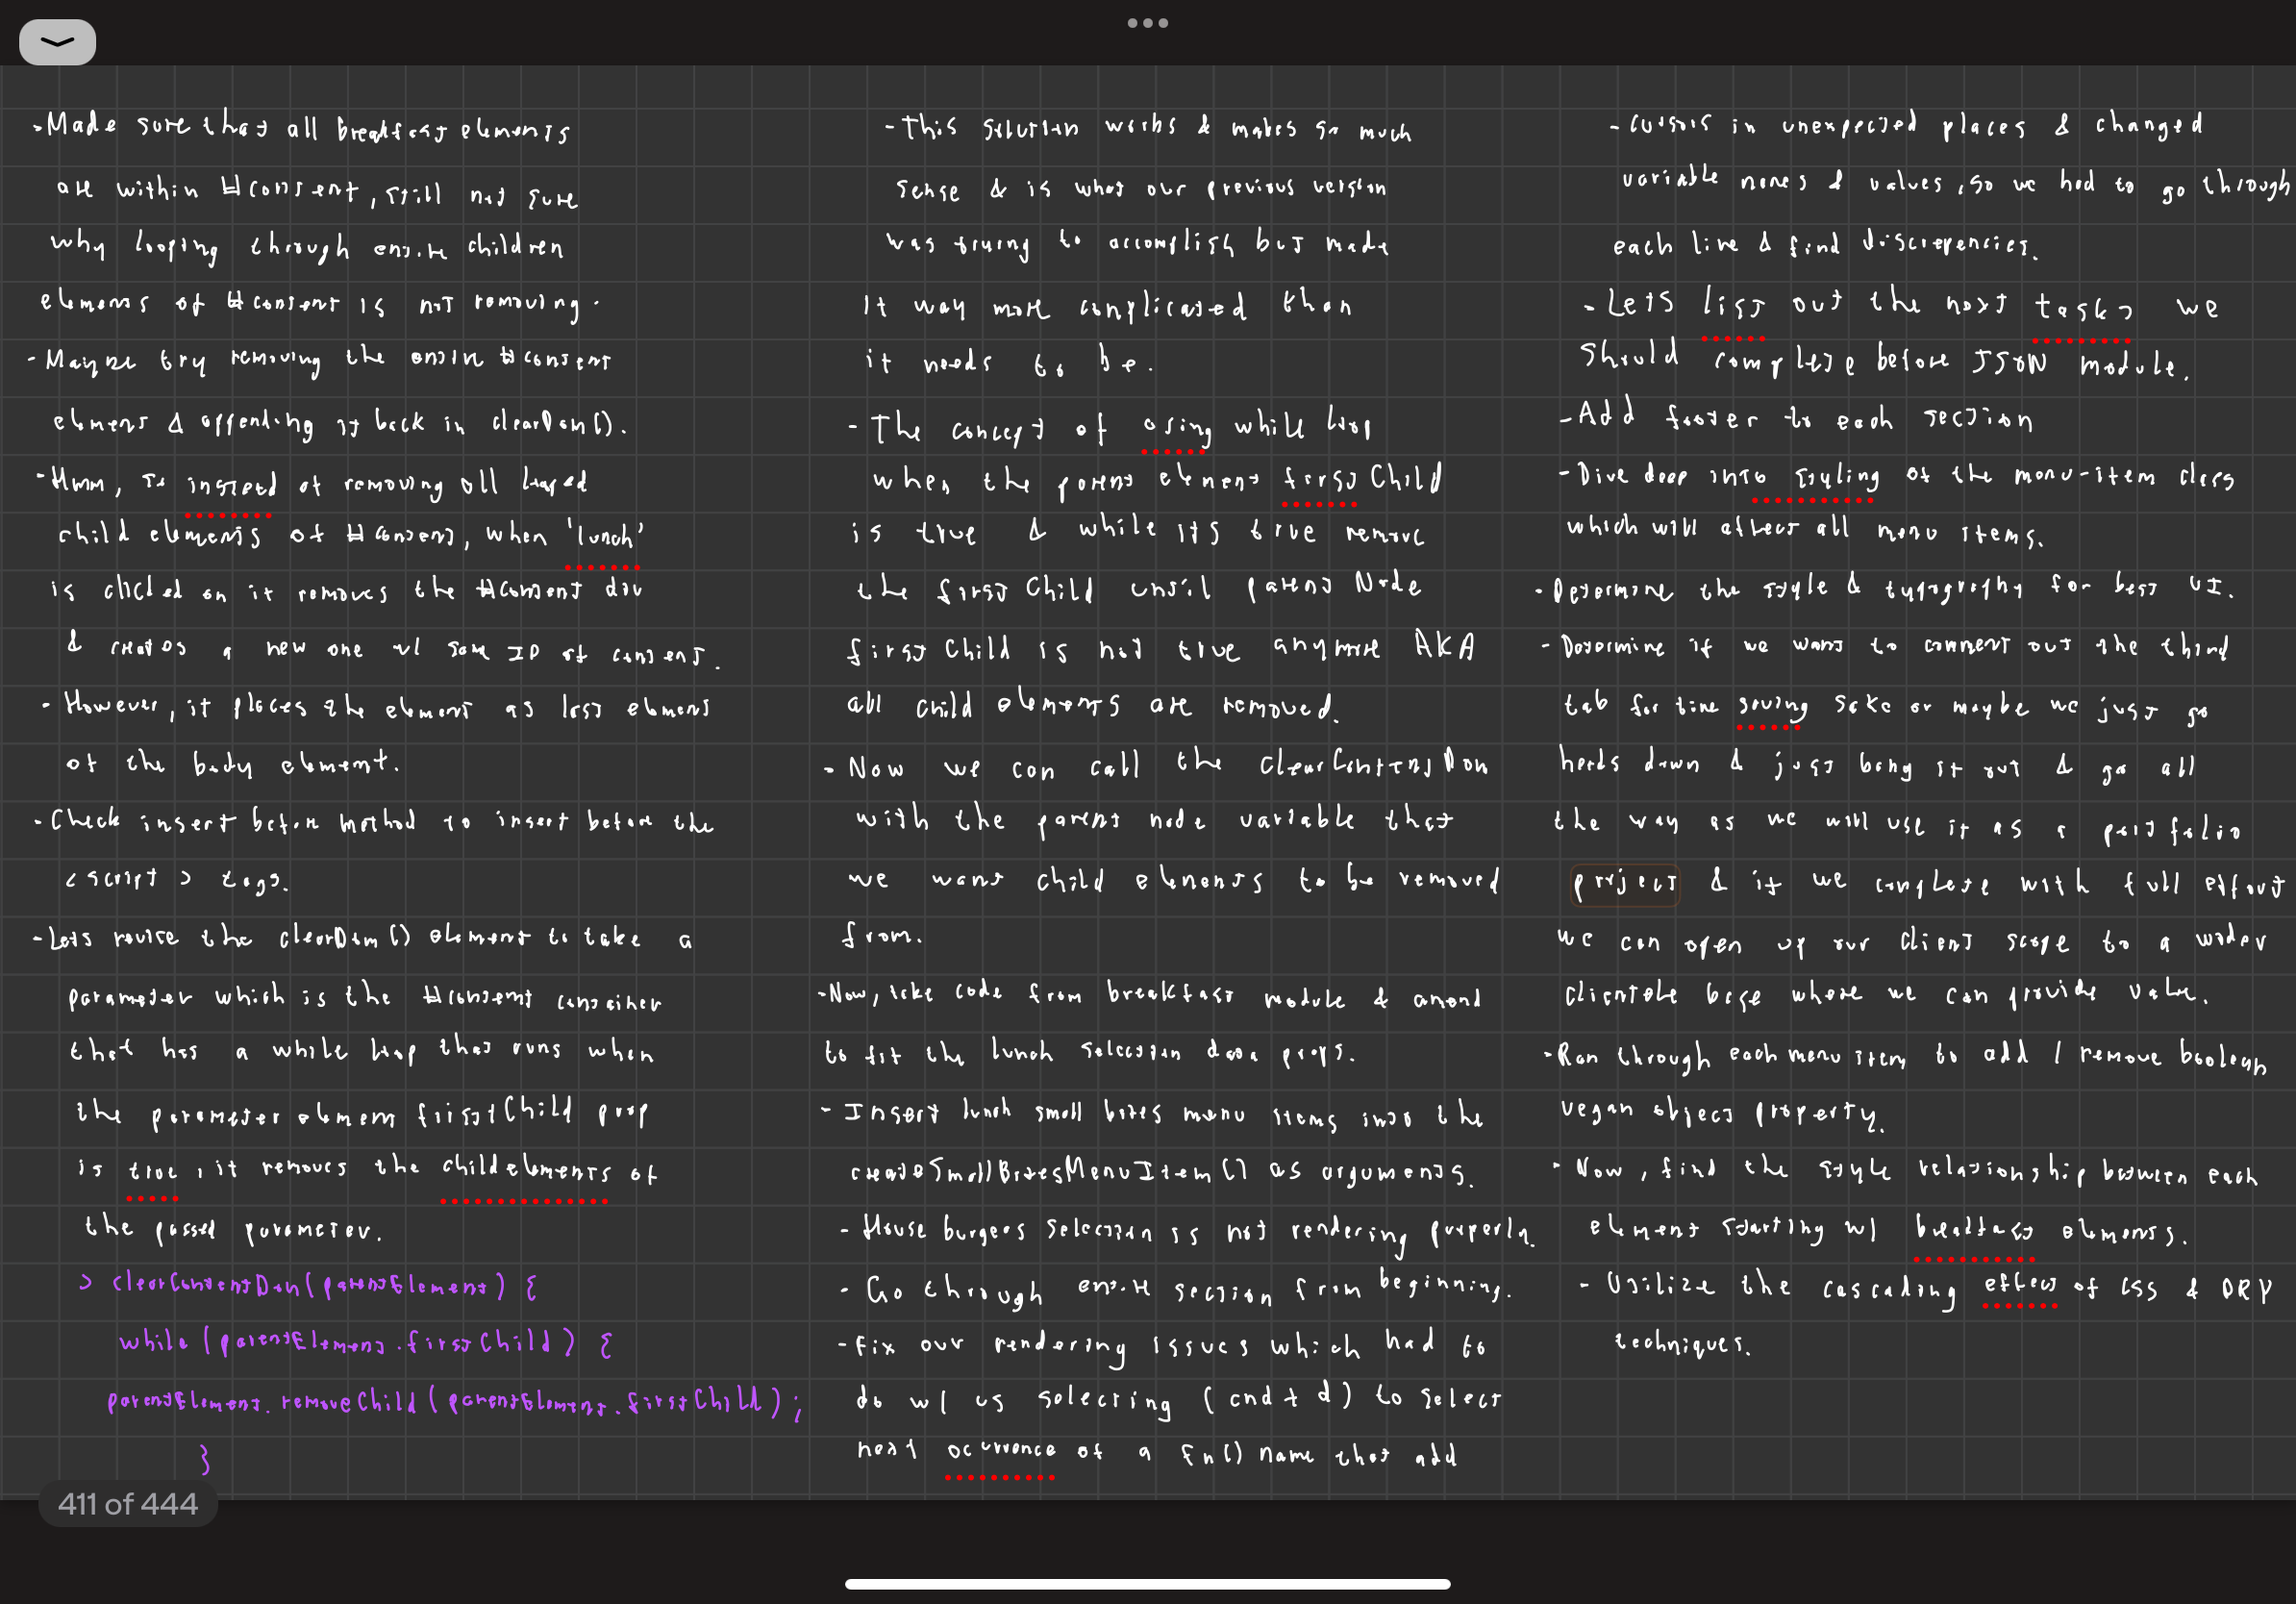 - Made sure that all breakfast elements
are within #content, still not sure
why looping through entire children
elements of #content is not removing.
- Maybe try removing the entire #content
element & appending it back in clearDom().
- Hmm, so instead of removing all looped
child elements of #content, when 'lunch'
is clicked on it removes the #content div
& creates a new one w/ same ID of content.
- However, it places the element as last element
of the body element.
- Check insert before method to insert before the
<script> tags.
- Lets revise the clearDom() element to take a
parameter which is the #content container
that has a while loop that runs when
the parameter element firstChild prop
is true, it removes the child elements of
the passed parameter.
> clearContentDom(parentElement) {
while (parentElement.firstChild) {
parentElement.removeChild(parentElement.firstChild);
}
- This solution works & makes so much
sense & is what our previous version
was trying to accomplish but made
it way more complicated than
it needs to be.
- The concept of using while loop
when the parent element firstChild
is true & while its true remove
the firstChild until parent Node
firstChild is not true anymore AKA
all child elements are removed.
- Now we can call the clearContentDom
with the parent node variable that
we want child elements to be removed
from.
- Now, take code from breakfast module & amend
to fit the lunch selection data props.
- Insert lunch small bites menu items into the
createSmallBitesMenuItem() as arguments.
- House burgers selection is not rendering properly.
- Go through entire section from beginning.
- Fix our rendering issues which had to
do w/ us selecting (cmd + d) to select
next ocurrence of a fn() name that add
- cursors in unexpected places & changed
variable names & values, so we had to go through
each line & find discrepencies.
- Lets list out the next tasks we
should complete before JSON module.
- Add footer to each section
- Dive deep into styling of the menu-item class
which will affect all menu items.
- Determine the style & typography for best UI.
- Determine if we want to comment out the third
tab for time saving sake or maybe we just go
heads down & just bang it out & go all
the way as we will use it as a portfolio
project & if we complete with full effort
we can open up our client scope to a wider
clientele base where we can provide value.
- Ran through each menu item to add / remove boolean
vegan object property.
- Now, find the style relationship between each
element starting w/ breakfast elements.
- Utilize the cascading effect of CSS & DRY
techniques.
411 of 444